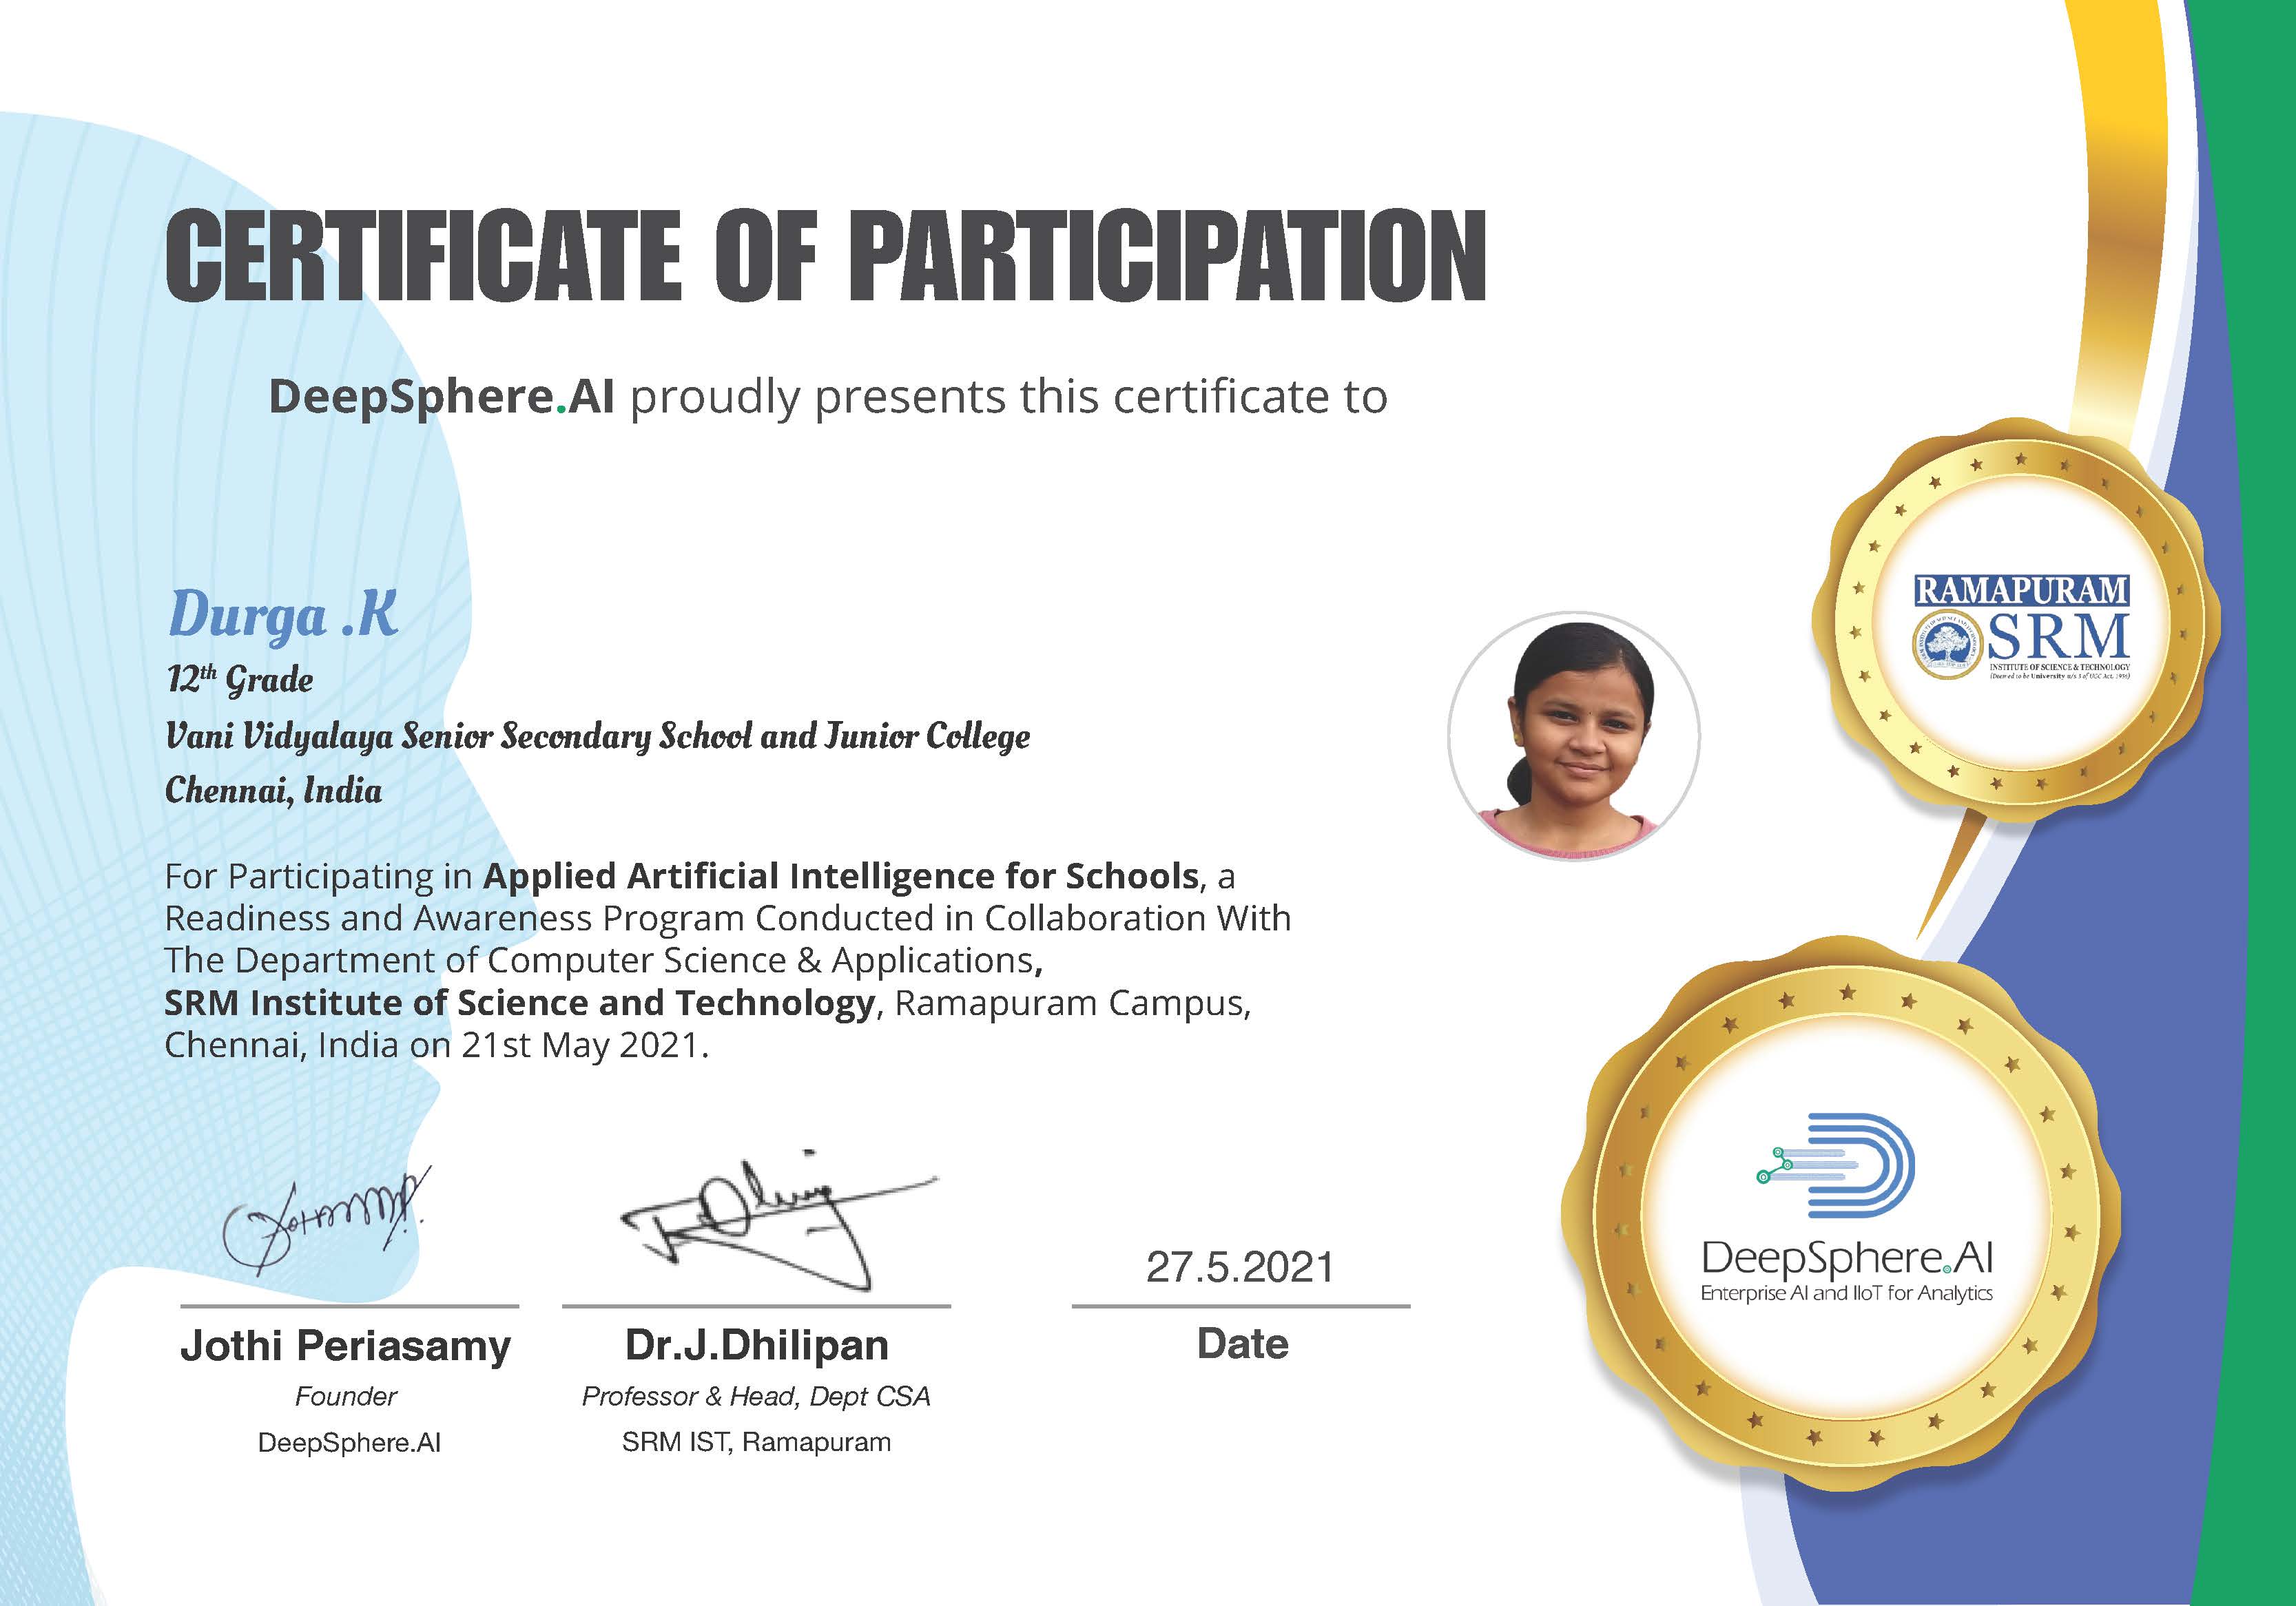 CERTIFICATE OF PARTICIPATION
DeepSphere.AI proudly presents this certificate to
Durga .K
12th Grade
Vani Vidyalaya Senior Secondary School and Junior College
Chennai, India
For Participating in Applied Artificial Intelligence for Schools, a
Readiness and Awareness Program Conducted in Collaboration With
The Department of Computer Science & Applications,
SRM Institute of Science and Technology, Ramapuram Campus,
Chennai, India on 21st May 2021.
27.5.2021
Jothi Periasamy
Founder
DeepSphere.AI
Dr.J.Dhilipan
Professor & Head, Dept CSA
SRM IST, Ramapuram
Date
RAMAPURAM
SRM
INSTITUTE OF SCIENCE & TECHNOLOGY
(Deemed to be University u/s 3 of UGC Act, 1956)
DeepSphere.AI
Enterprise AI and IIoT for Analytics